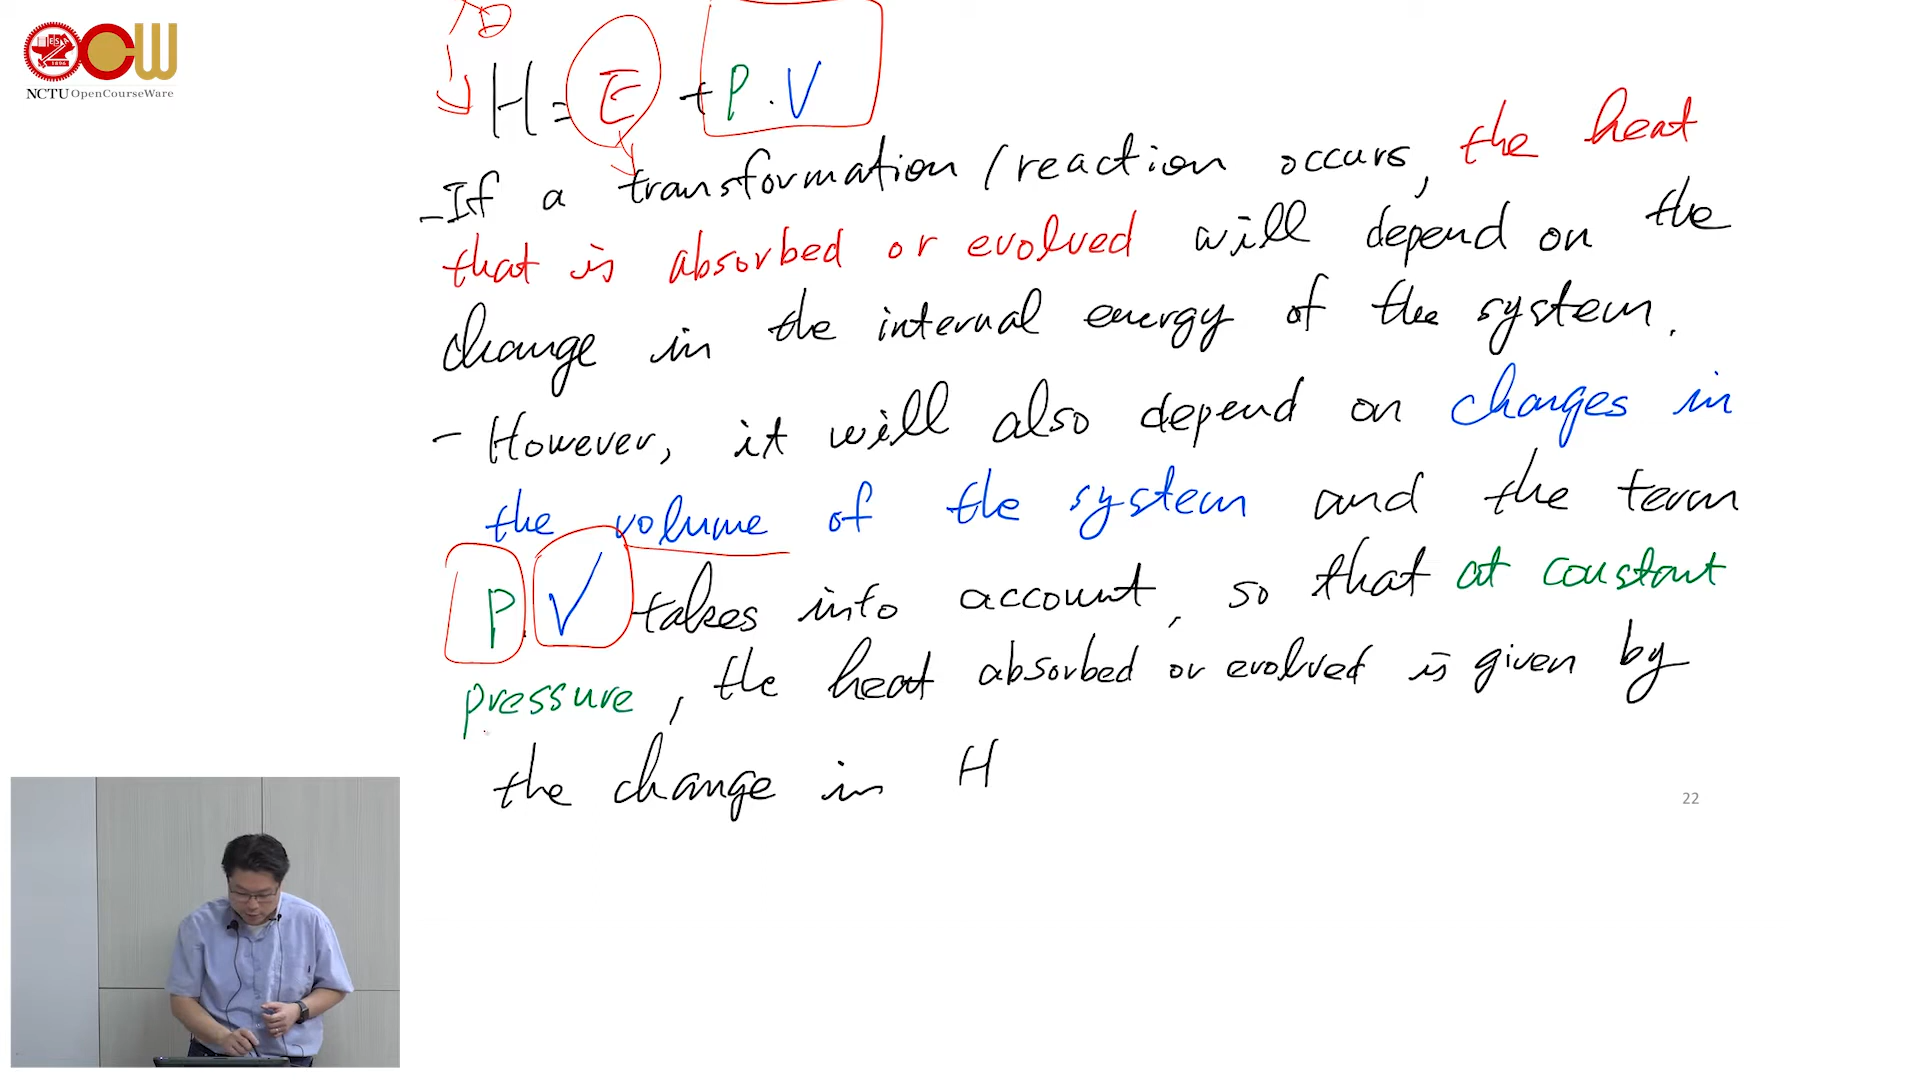 NCTU OpenCourseWare
H = E + P . V
- If a transformation / reaction occurs, the heat
that is absorbed or evolved will depend on the
change in the internal energy of the system.
- However, it will also depend on changes in
the volume of the system and the term
P. V takes into account, so that at constant
pressure, the heat absorbed or evolved is given by
the change in H
22